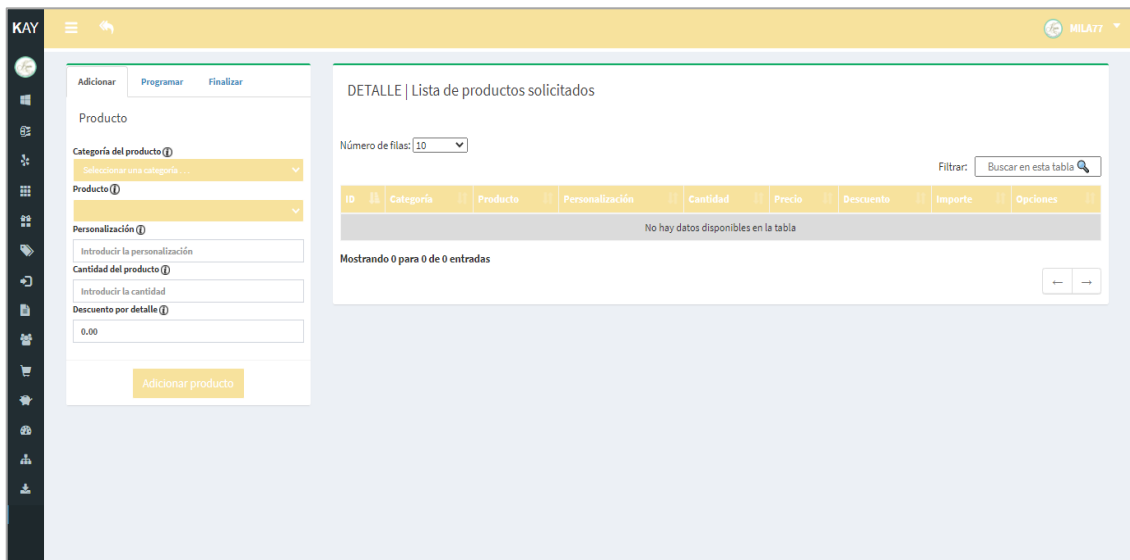 KAY
MILA77
Adicionar Programar Finalizar
Producto
Categoría del producto
Seleccionar una categoría . . .
Producto
Personalización
Introducir la personalización
Cantidad del producto
Introducir la cantidad
Descuento por detalle
0.00
Adicionar producto
DETALLE | Lista de productos solicitados
Número de filas: 10
Filtrar: Buscar en esta tabla
ID Categoría Producto Personalización Cantidad Precio Descuento Importe Opciones
No hay datos disponibles en la tabla
Mostrando 0 para 0 de 0 entradas
← →